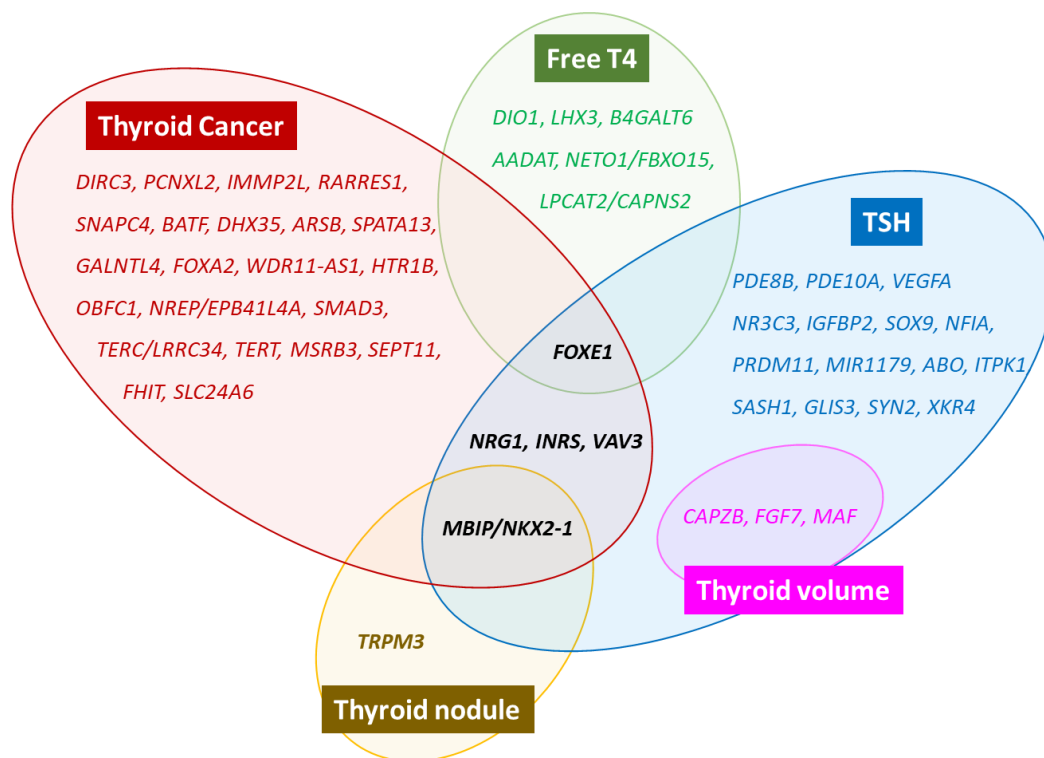 Free T4
DIO1, LHX3, B4GALT6
AADAT, NETO1/FBXO15,
LPCAT2/CAPNS2
Thyroid Cancer
DIRC3, PCNXL2, IMMP2L, RARRES1,
SNAPC4, BATF, DHX35, ARSB, SPATA13,
GALNTL4, FOXA2, WDR11-AS1, HTR1B,
OBFC1, NREP/EPB41L4A, SMAD3,
TERC/LRRC34, TERT, MSRB3, SEPT11,
FHIT, SLC24A6
TSH
PDE8B, PDE10A, VEGFA
NR3C3, IGFBP2, SOX9, NFIA,
PRDM11, MIR1179, ABO, ITPK1
SASH1, GLIS3, SYN2, XKR4
FOXE1
NRG1, INRS, VAV3
MBIP/NKX2-1
CAPZB, FGF7, MAF
Thyroid volume
TRPM3
Thyroid nodule